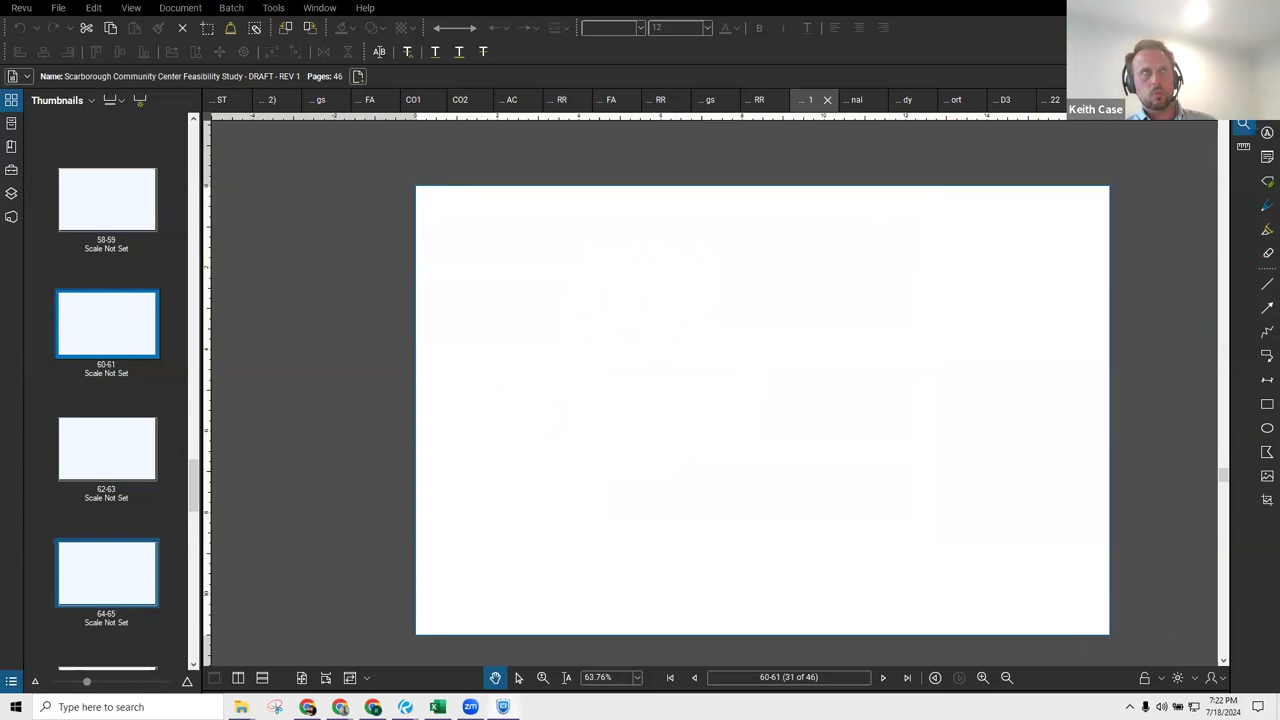 Revu File Edit View Document Batch Tools Window Help
12
Name: Scarborough Community Center Feasibility Study - DRAFT - REV 1 Pages: 46
Thumbnails
... ST ... 2) ... gs ... FA CO1 CO2 ... AC ... RR ... FA ... RR ... gs ... RR ... 1 ... nal ... dy ... ort ... D3 ... .22
Keith Case
58-59
Scale Not Set
60-61
Scale Not Set
62-63
Scale Not Set
64-65
Scale Not Set
63.76%
60-61 (31 of 46)
Type here to search
zm
7:22 PM
7/18/2024